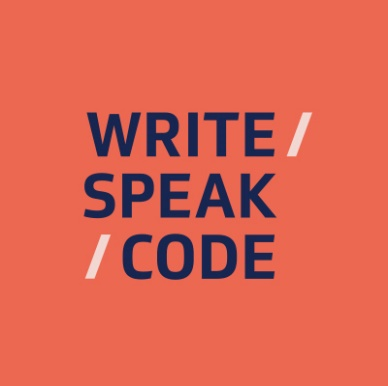 WRITE /
SPEAK
/ CODE